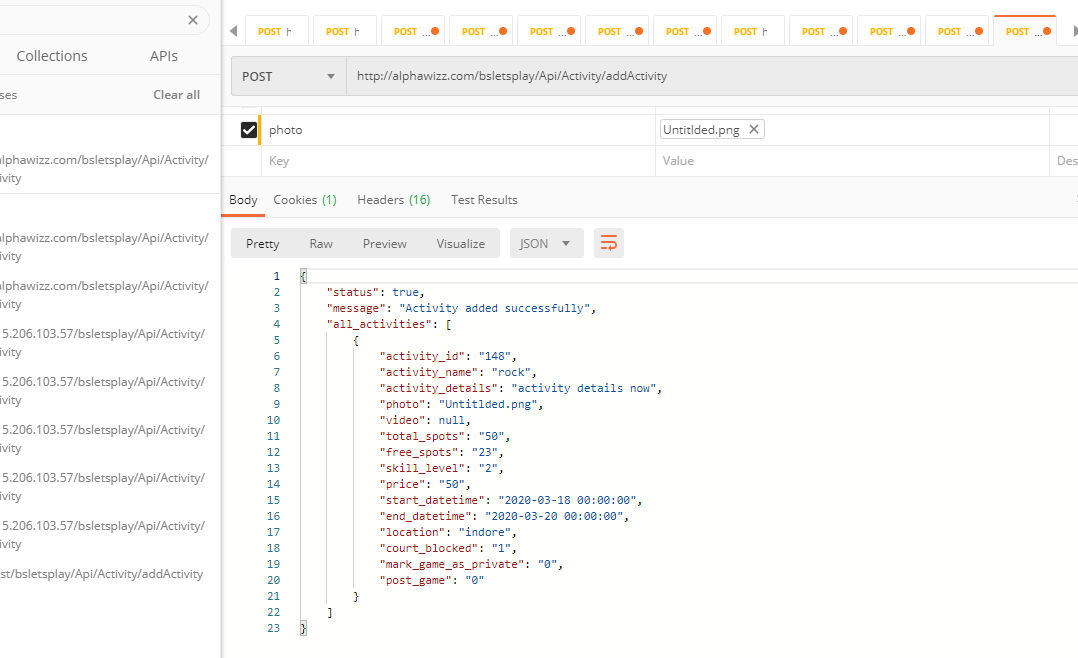 POST h POST h POST ... POST ... POST ... POST ... POST ... POST h POST ... POST ... POST ... POST ...
Collections APIs
POST http://alphawizz.com/bsletsplay/Api/Activity/addActivity
ses Clear all
photo Untitlded.png
Key Value Des
alphawizz.com/bsletsplay/Api/Activity/
ivity
Body Cookies (1) Headers (16) Test Results
alphawizz.com/bsletsplay/Api/Activity/
ivity
alphawizz.com/bsletsplay/Api/Activity/
ivity
5.206.103.57/bsletsplay/Api/Activity/
ivity
5.206.103.57/bsletsplay/Api/Activity/
ivity
5.206.103.57/bsletsplay/Api/Activity/
ivity
5.206.103.57/bsletsplay/Api/Activity/
ivity
5.206.103.57/bsletsplay/Api/Activity/
ivity
st/bsletsplay/Api/Activity/addActivity
Pretty Raw Preview Visualize JSON
1 {
2 "status": true,
3 "message": "Activity added successfully",
4 "all_activities": [
5 {
6 "activity_id": "148",
7 "activity_name": "rock",
8 "activity_details": "activity details now",
9 "photo": "Untitlded.png",
10 "video": null,
11 "total_spots": "50",
12 "free_spots": "23",
13 "skill_level": "2",
14 "price": "50",
15 "start_datetime": "2020-03-18 00:00:00",
16 "end_datetime": "2020-03-20 00:00:00",
17 "location": "indore",
18 "court_blocked": "1",
19 "mark_game_as_private": "0",
20 "post_game": "0"
21 }
22 ]
23 }